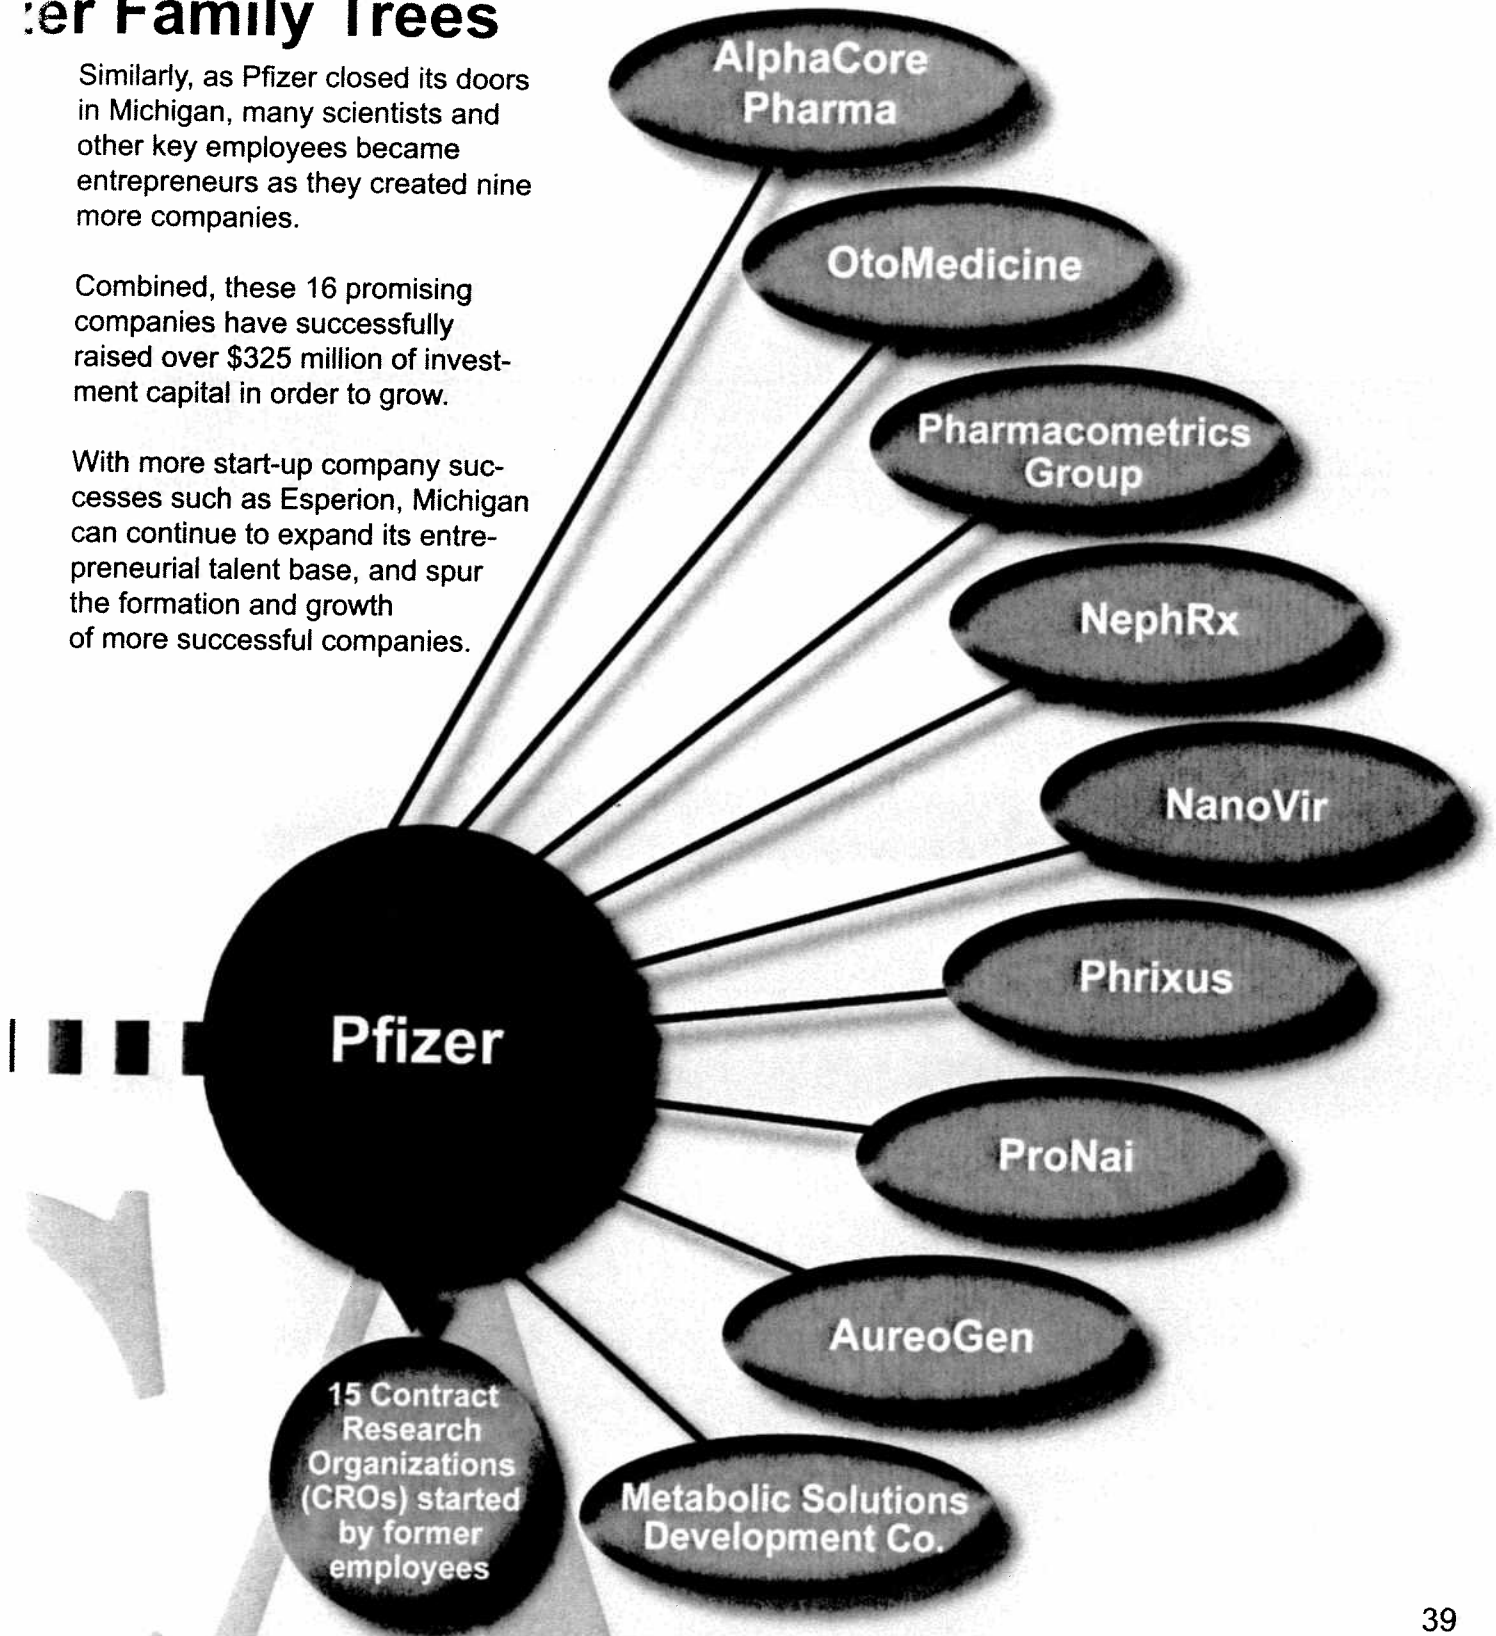 er Family Trees
Similarly, as Pfizer closed its doors
in Michigan, many scientists and
other key employees became
entrepreneurs as they created nine
more companies.
Combined, these 16 promising
companies have successfully
raised over $325 million of invest-
ment capital in order to grow.
With more start-up company suc-
cesses such as Esperion, Michigan
can continue to expand its entre-
preneurial talent base, and spur
the formation and growth
of more successful companies.
AlphaCore
Pharma
OtoMedicine
Pharmacometrics
Group
NephRx
NanoVir
Phrixus
Pfizer
ProNai
AureoGen
15 Contract
Research
Organizations
(CROs) started
by former
employees
Metabolic Solutions
Development Co.
39